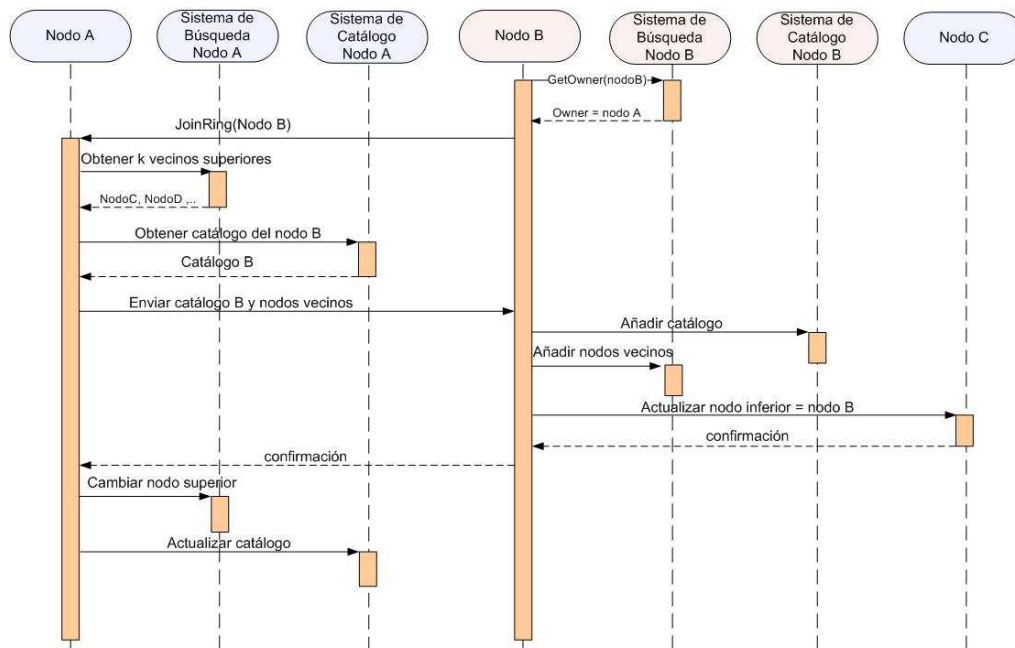 Nodo A
Sistema de
Búsqueda
Nodo A
Sistema de
Catálogo
Nodo A
Nodo B
Sistema de
Búsqueda
Nodo B
Sistema de
Catálogo
Nodo B
Nodo C
GetOwner(nodoB)
Owner = nodo A
JoinRing(Nodo B)
Obtener k vecinos superiores
NodoC, NodoD ,..
Obtener catálogo del nodo B
Catálogo B
Enviar catálogo B y nodos vecinos
Añadir catálogo
Añadir nodos vecinos
Actualizar nodo inferior = nodo B
confirmación
confirmación
Cambiar nodo superior
Actualizar catálogo